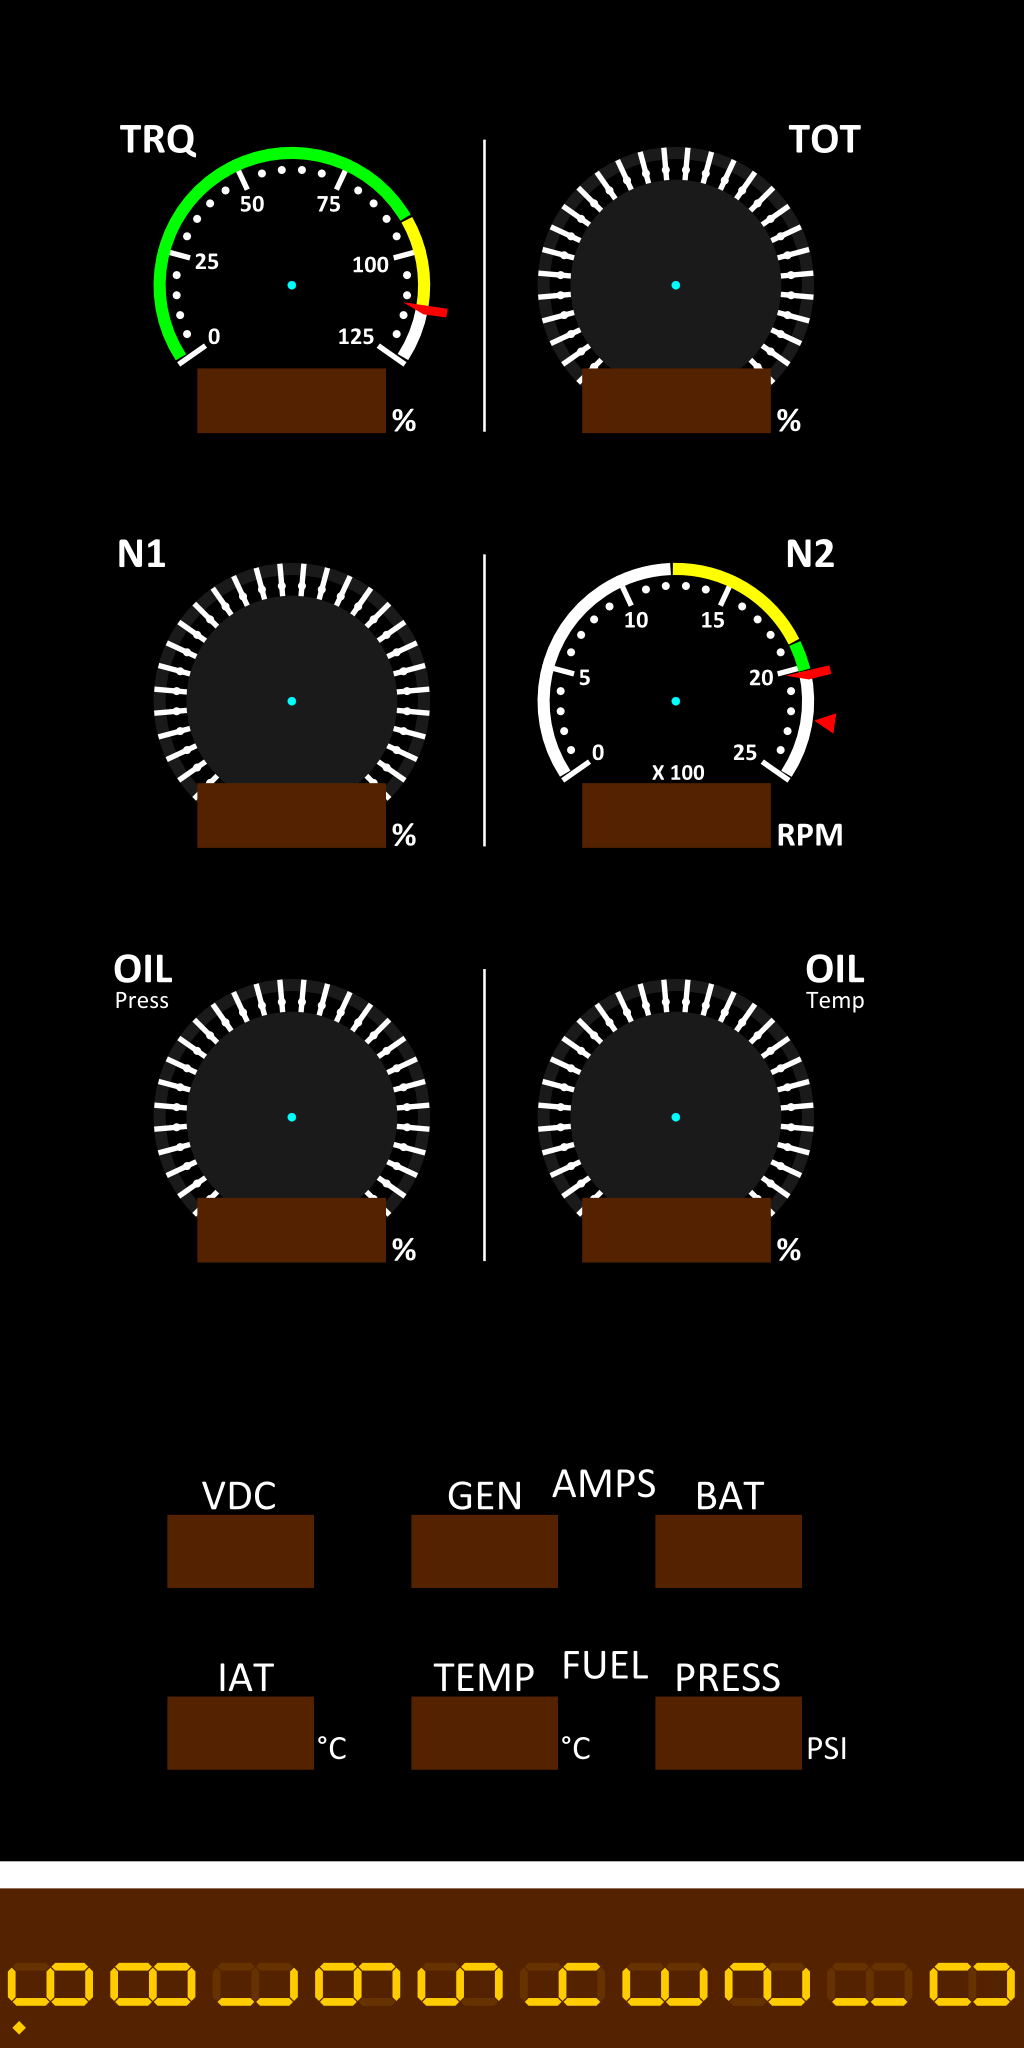 TRQ
50 75
25 100
0 125
%
TOT
%
N1
%
N2
10 15
5 20
0 25
X 100
RPM
OIL
Press
%
OIL
Temp
%
AMPS
VDC GEN BAT
FUEL
IAT TEMP PRESS
°C °C PSI